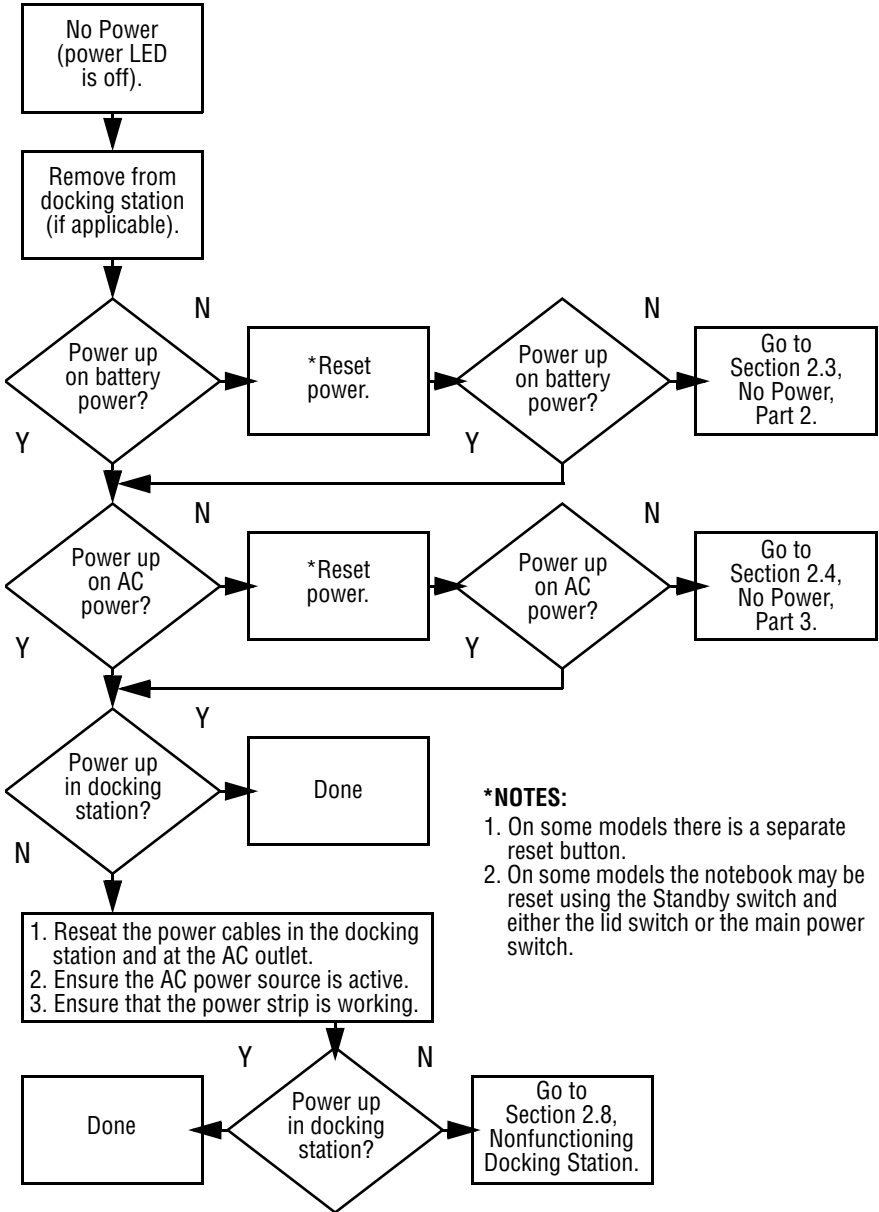 No Power
(power LED
is off).
Remove from
docking station
(if applicable).
N
Power up
on battery
power?
Y
*Reset
power.
N
Power up
on battery
power?
Y
Go to
Section 2.3,
No Power,
Part 2.
N
Power up
on AC
power?
Y
*Reset
power.
N
Power up
on AC
power?
Y
Go to
Section 2.4,
No Power,
Part 3.
Y
Power up
in docking
station?
N
Done
*NOTES:
1. On some models there is a separate
reset button.
2. On some models the notebook may be
reset using the Standby switch and
either the lid switch or the main power
switch.
1. Reseat the power cables in the docking
station and at the AC outlet.
2. Ensure the AC power source is active.
3. Ensure that the power strip is working.
Y
N
Done
Power up
in docking
station?
Go to
Section 2.8,
Nonfunctioning
Docking Station.